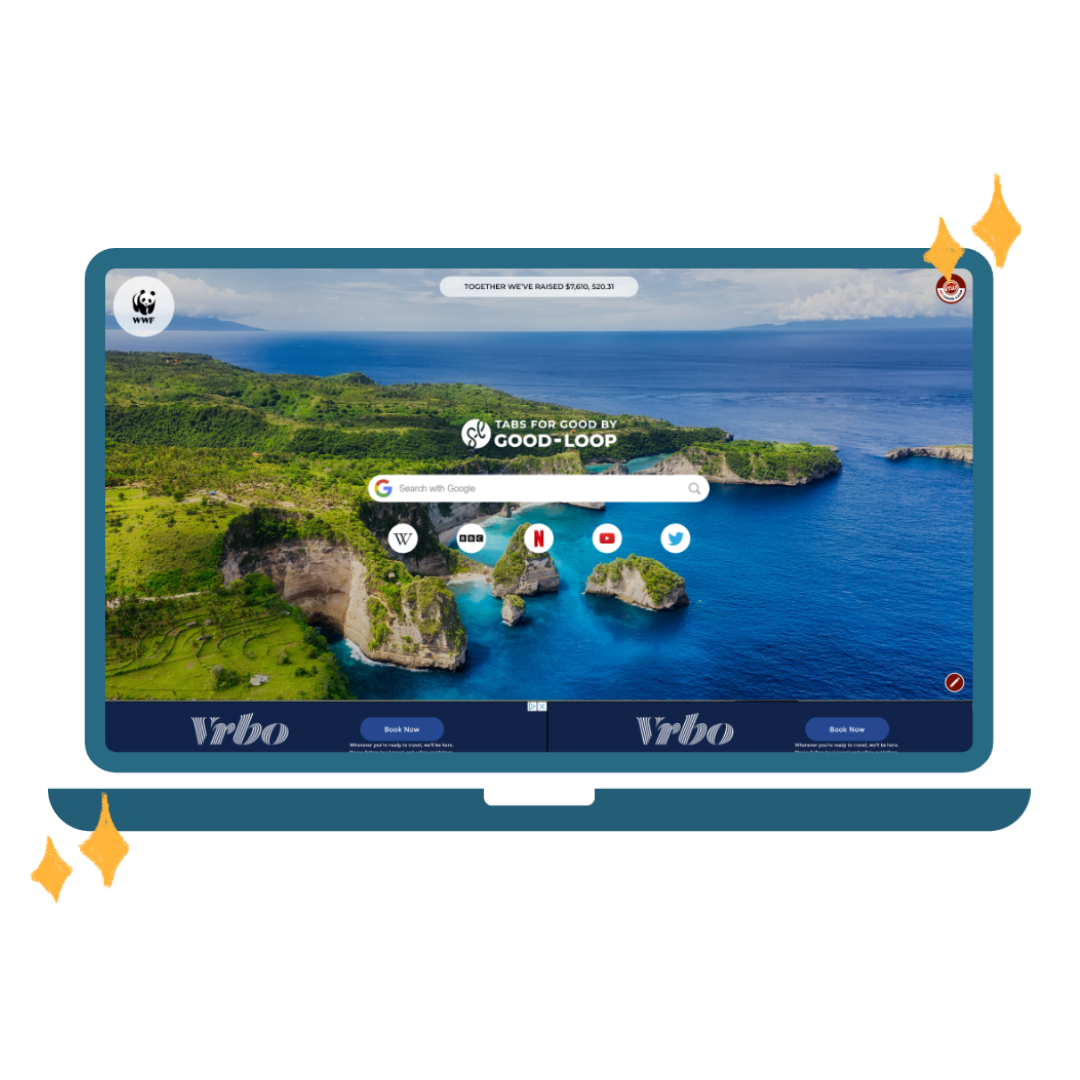 WWF
TOGETHER WE'VE RAISED $7,610, 520.31
TABS FOR GOOD BY
GOOD-LOOP
Search with Google
W
BBC
N
Vrbo
Book Now
Whenever you're ready to travel, we'll be here.
Vrbo
Book Now
Whenever you're ready to travel, we'll be here.